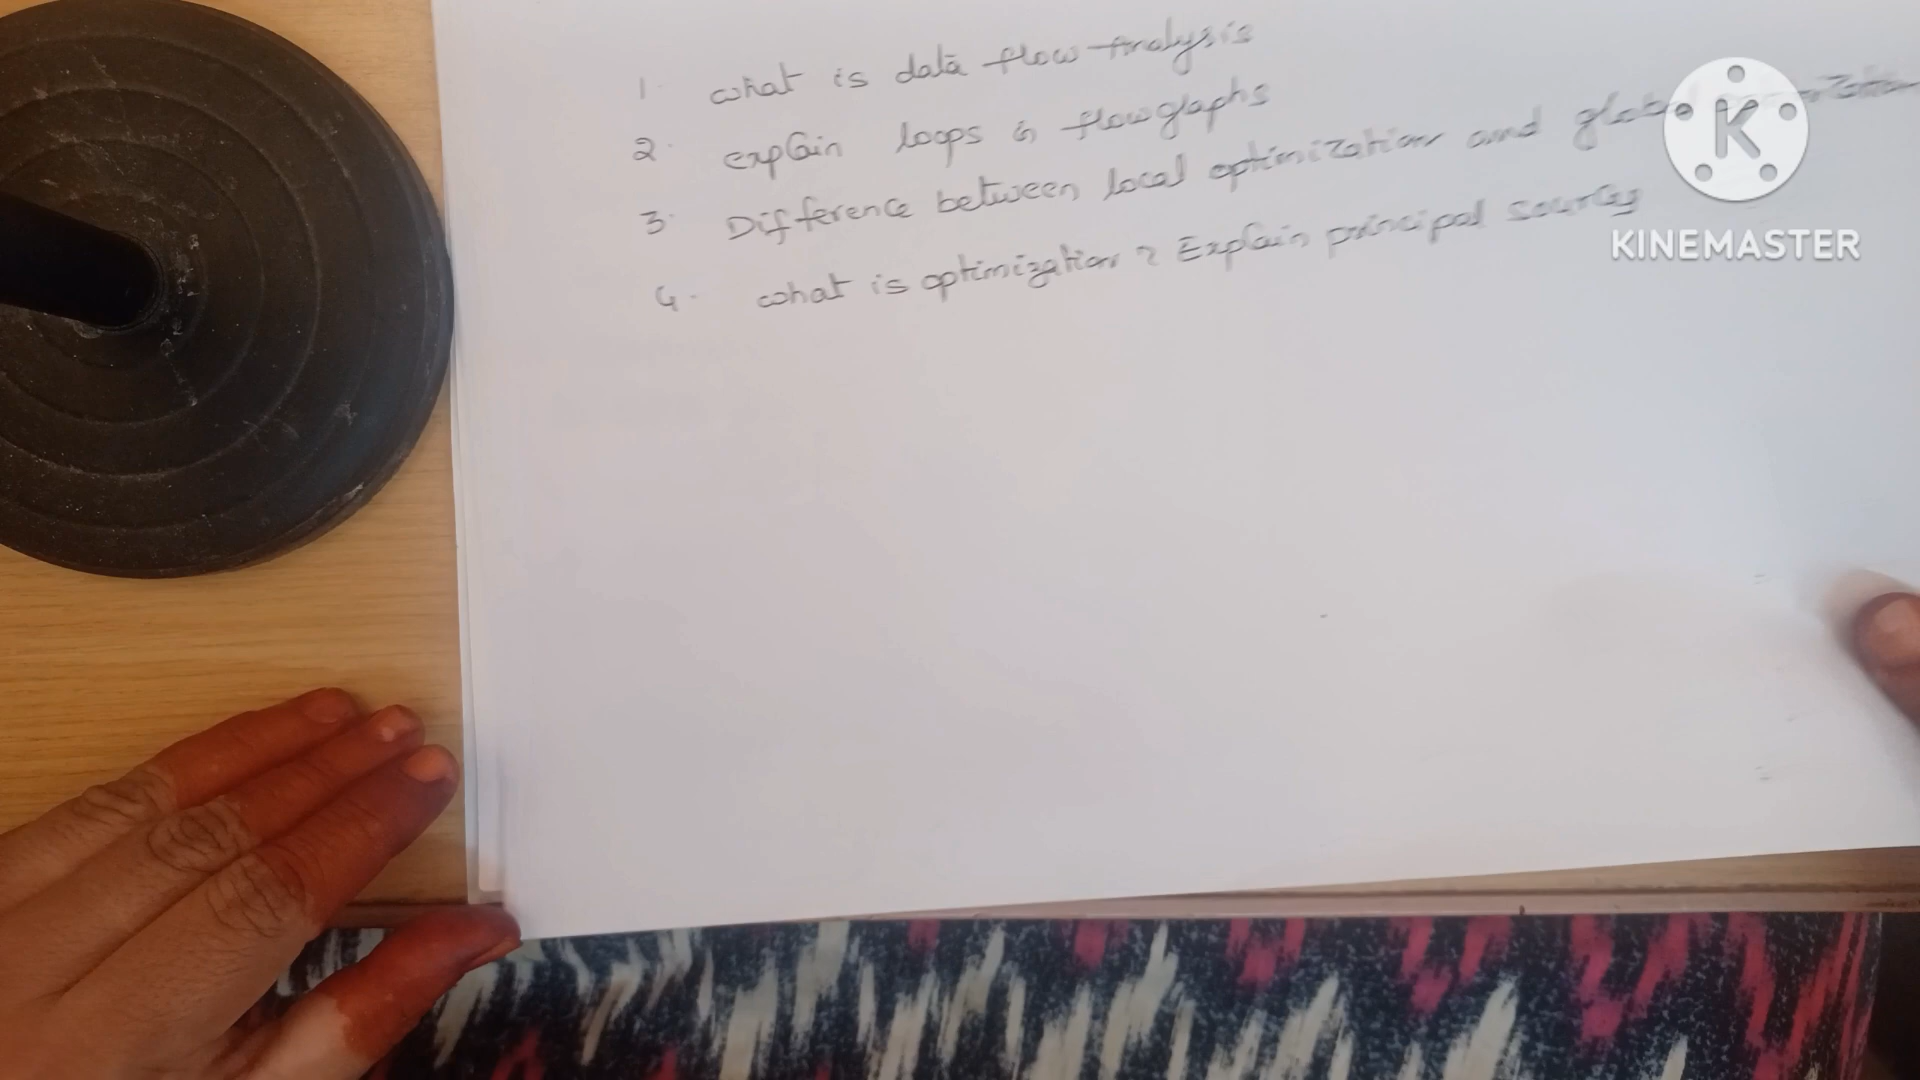 1. what is data flow Analysis
2. explain loops in flowgraphs
3. Difference between local optimization and global
4. what is optimization? Explain principal sources
KINEMASTER